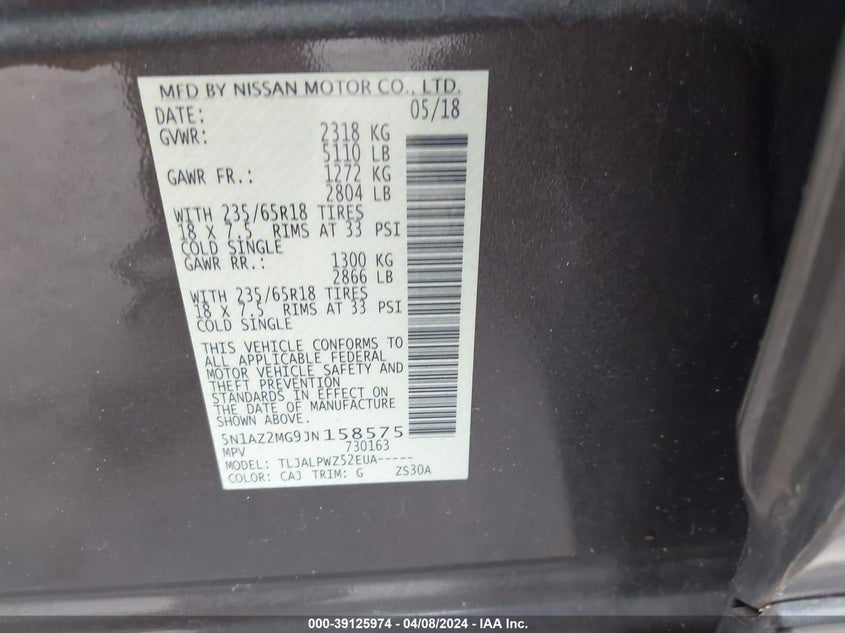 MFD BY NISSAN MOTOR CO., LTD.
DATE: 05/18
GVWR: 2318 KG
5110 LB
GAWR FR.: 1272 KG
2804 LB
WITH 235/65R18 TIRES
18 X 7.5 RIMS AT 33 PSI
COLD SINGLE
GAWR RR.: 1300 KG
2866 LB
WITH 235/65R18 TIRES
18 X 7.5 RIMS AT 33 PSI
COLD SINGLE
THIS VEHICLE CONFORMS TO
ALL APPLICABLE FEDERAL
MOTOR VEHICLE SAFETY AND
THEFT PREVENTION
STANDARDS IN EFFECT ON
THE DATE OF MANUFACTURE
SHOWN ABOVE.
5N1AZ2MG9JN158575
MPV 730163
MODEL: TLJALPWZ52EUA-----
COLOR: CAJ TRIM: G ZS30A
000-39125974 - 04/08/2024 - IAA Inc.